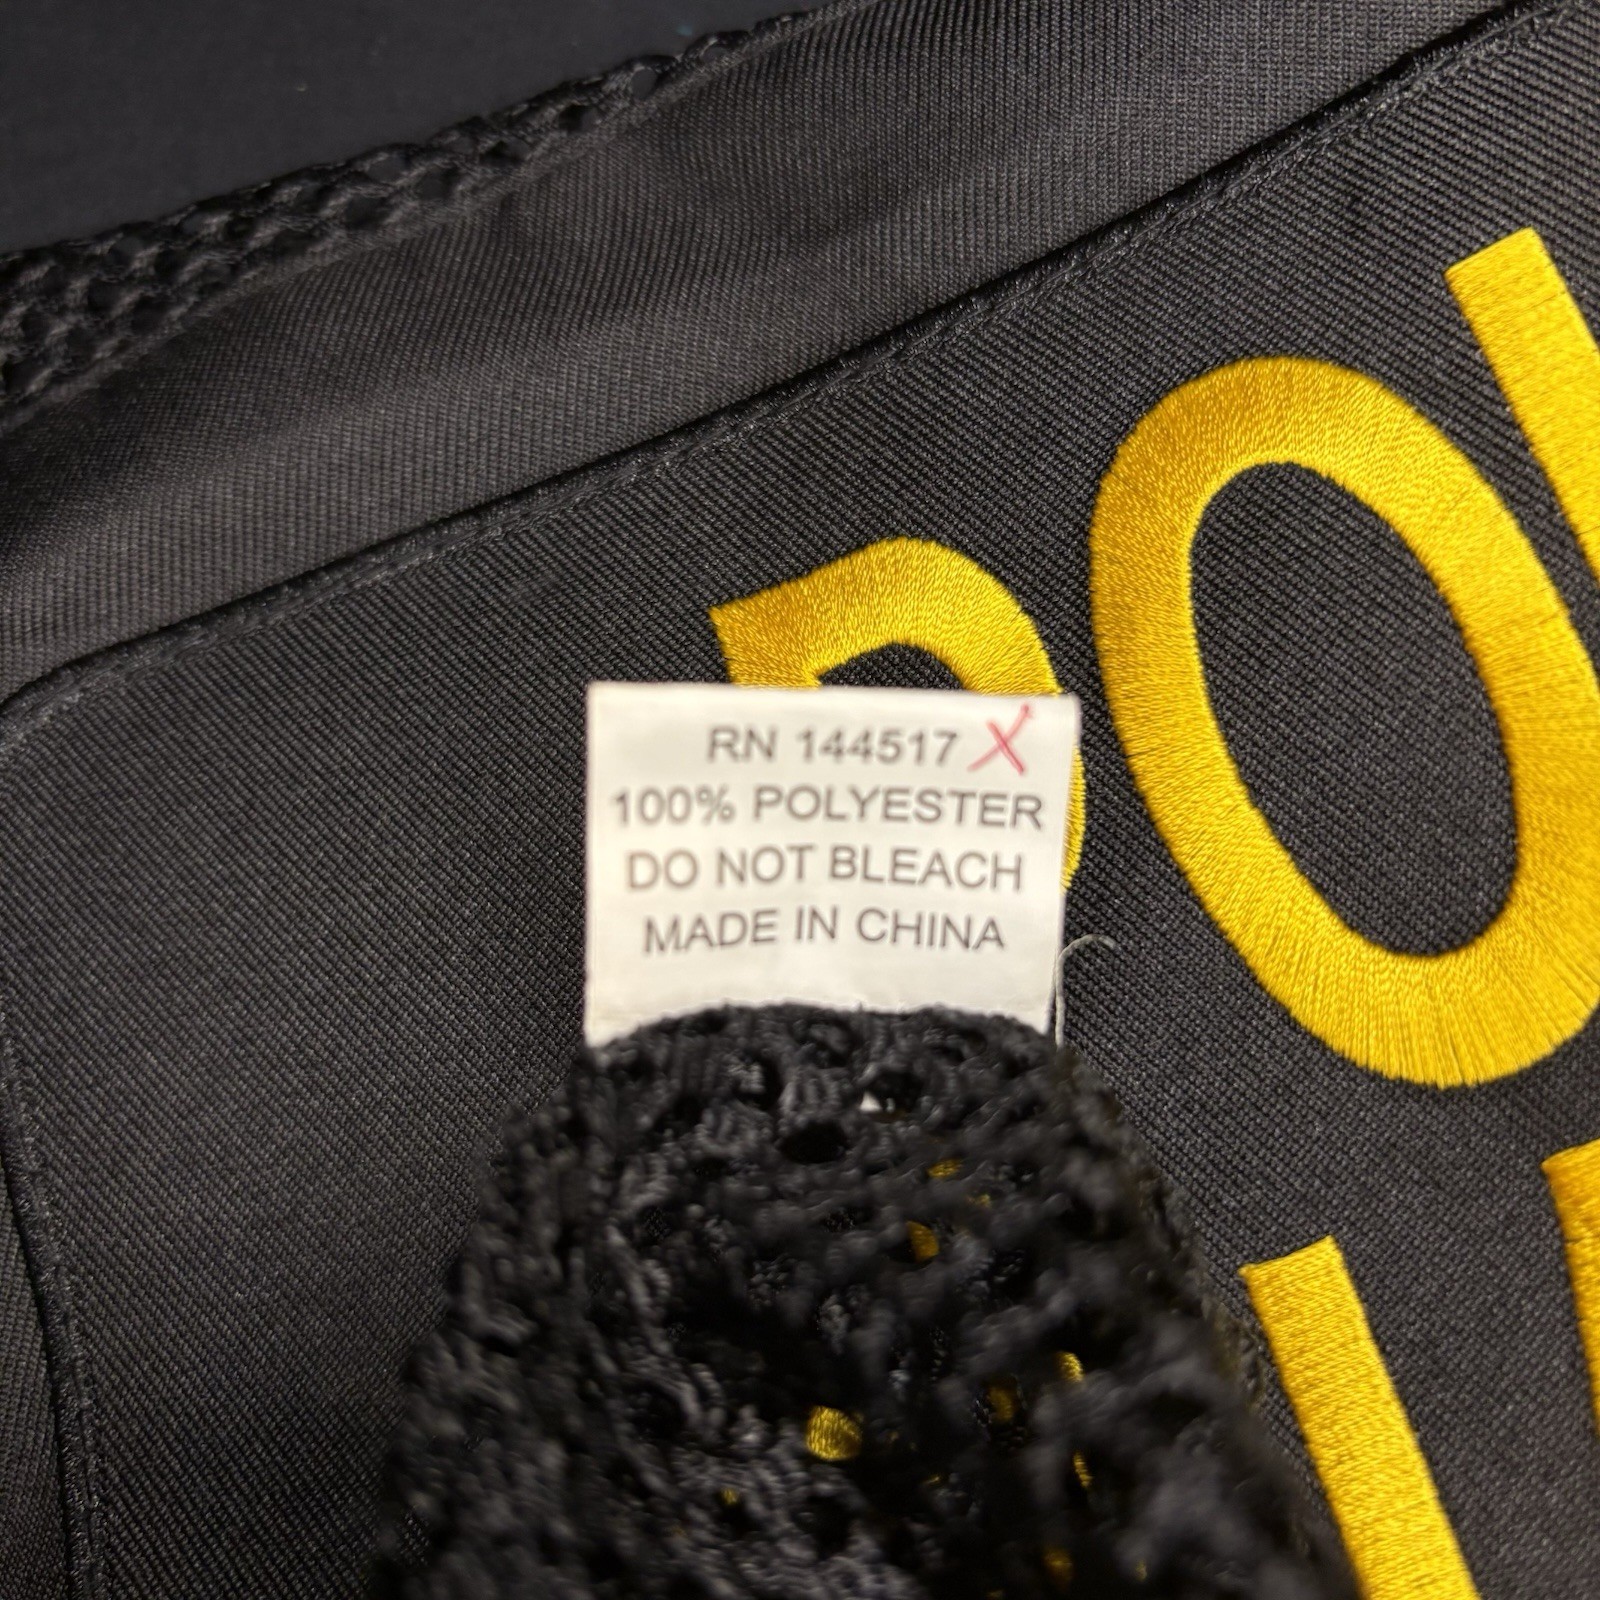 RN 144517 X
100% POLYESTER
DO NOT BLEACH
MADE IN CHINA